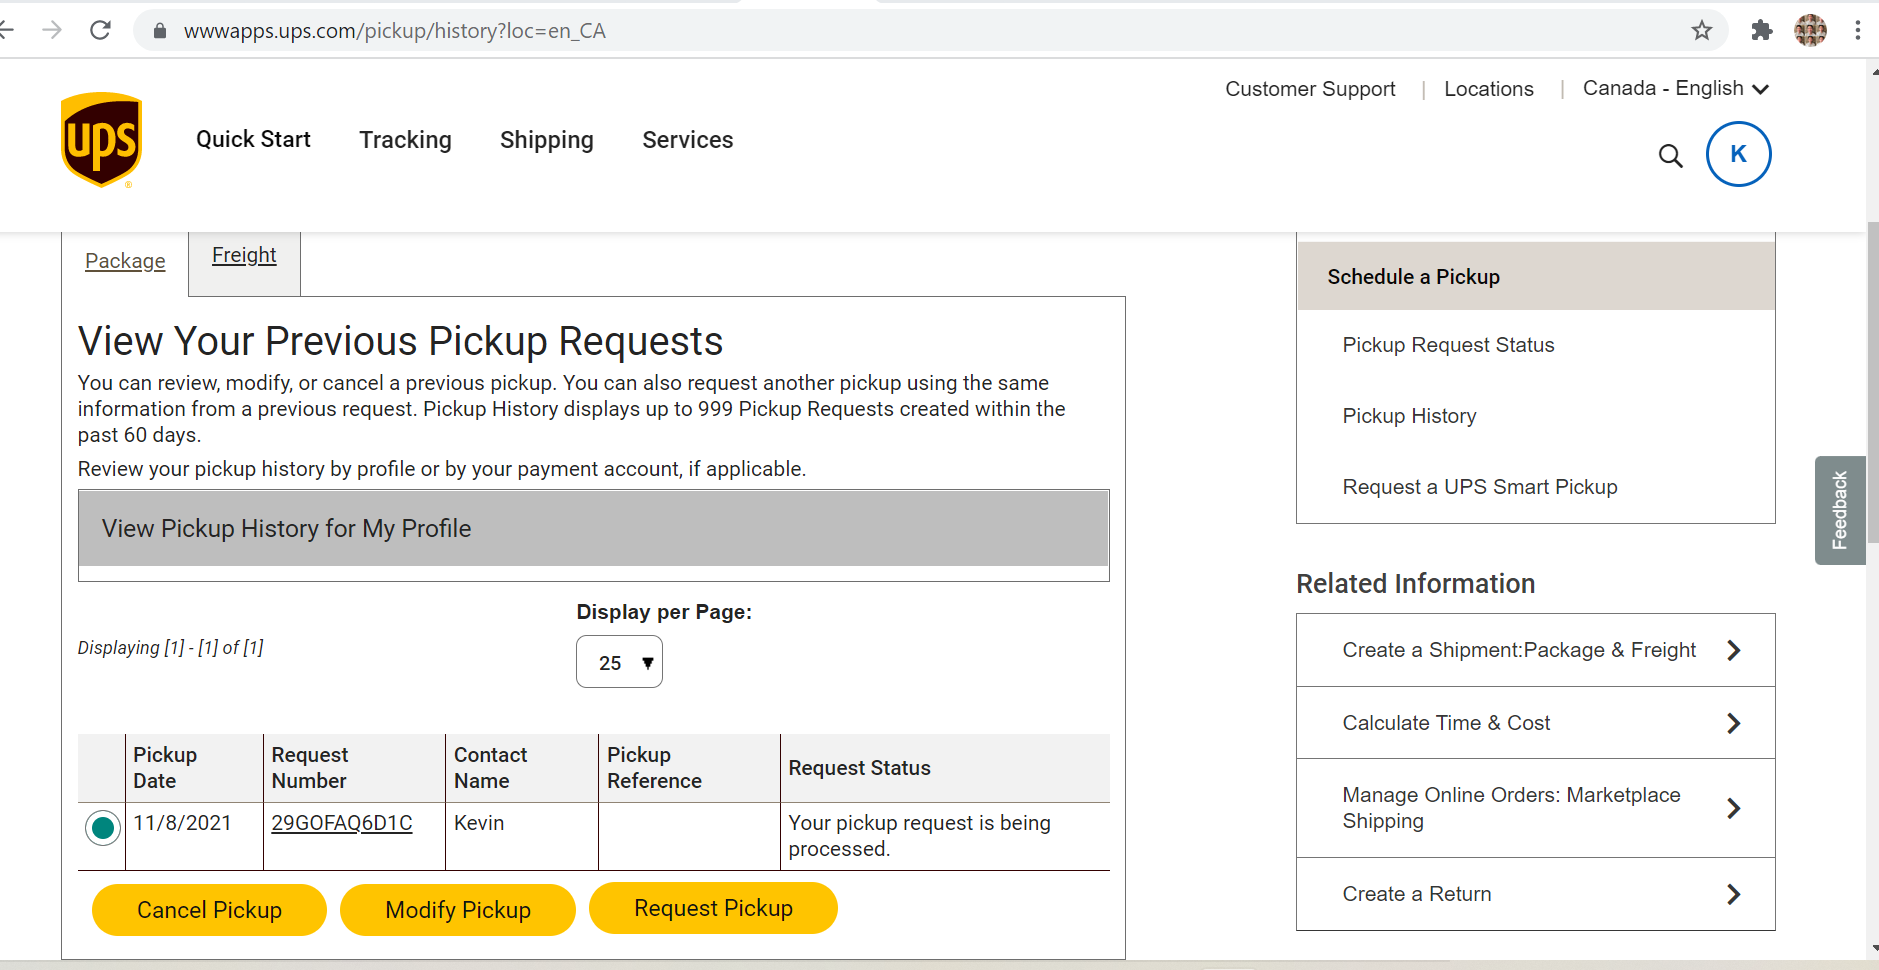 wwwapps.ups.com/pickup/history?loc=en_CA
Customer Support | Locations | Canada - English
ups
Quick Start Tracking Shipping Services
K
Package Freight
View Your Previous Pickup Requests
You can review, modify, or cancel a previous pickup. You can also request another pickup using the same
information from a previous request. Pickup History displays up to 999 Pickup Requests created within the
past 60 days.
Review your pickup history by profile or by your payment account, if applicable.
View Pickup History for My Profile
Display per Page:
Displaying [1] - [1] of [1]
25
Pickup Date
Request Number
Contact Name
Pickup Reference
Request Status
11/8/2021
29GOFAQ6D1C
Kevin
Your pickup request is being
processed.
Cancel Pickup
Modify Pickup
Request Pickup
Schedule a Pickup
Pickup Request Status
Pickup History
Request a UPS Smart Pickup
Feedback
Related Information
Create a Shipment:Package & Freight
Calculate Time & Cost
Manage Online Orders: Marketplace
Shipping
Create a Return